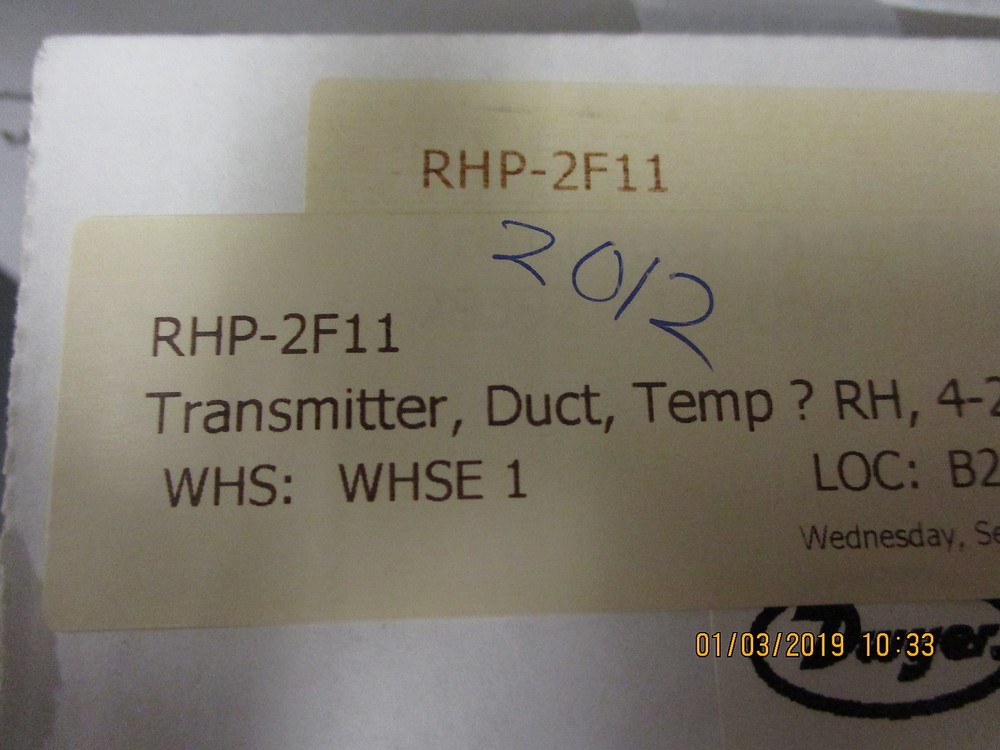 RHP-2F11
2012
RHP-2F11
Transmitter, Duct, Temp ? RH, 4-2
WHS: WHSE 1 LOC: B2
Wednesday, Se
01/03/2019 10:33
Dwyer